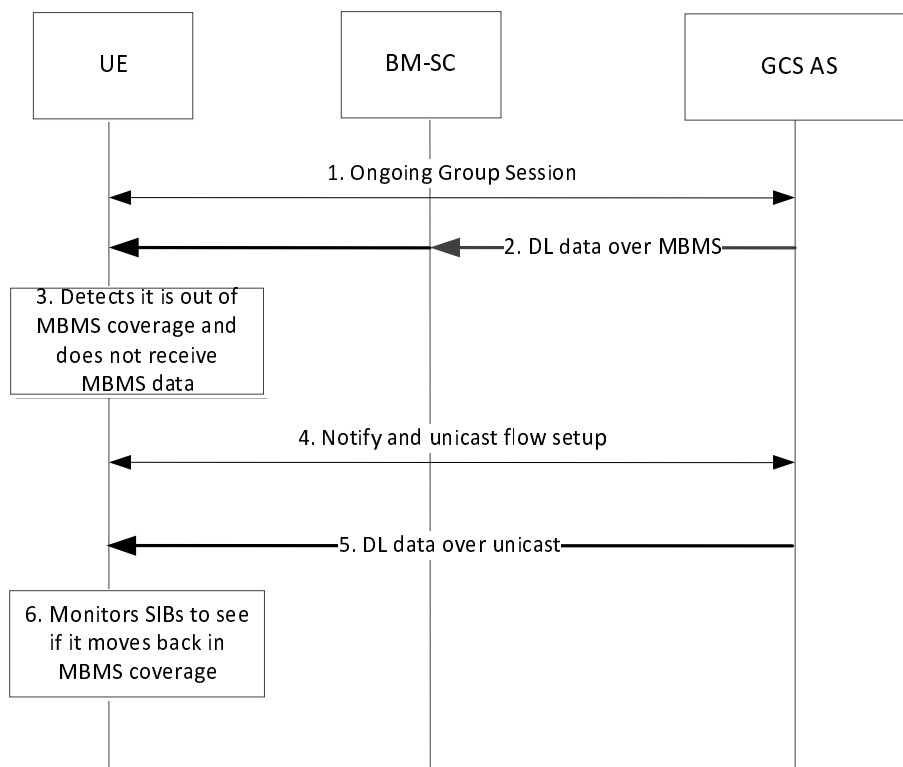 UE
BM-SC
GCS AS
1. Ongoing Group Session
2. DL data over MBMS
3. Detects it is out of
MBMS coverage and
does not receive
MBMS data
4. Notify and unicast flow setup
5. DL data over unicast
6. Monitors SIBs to see
if it moves back in
MBMS coverage